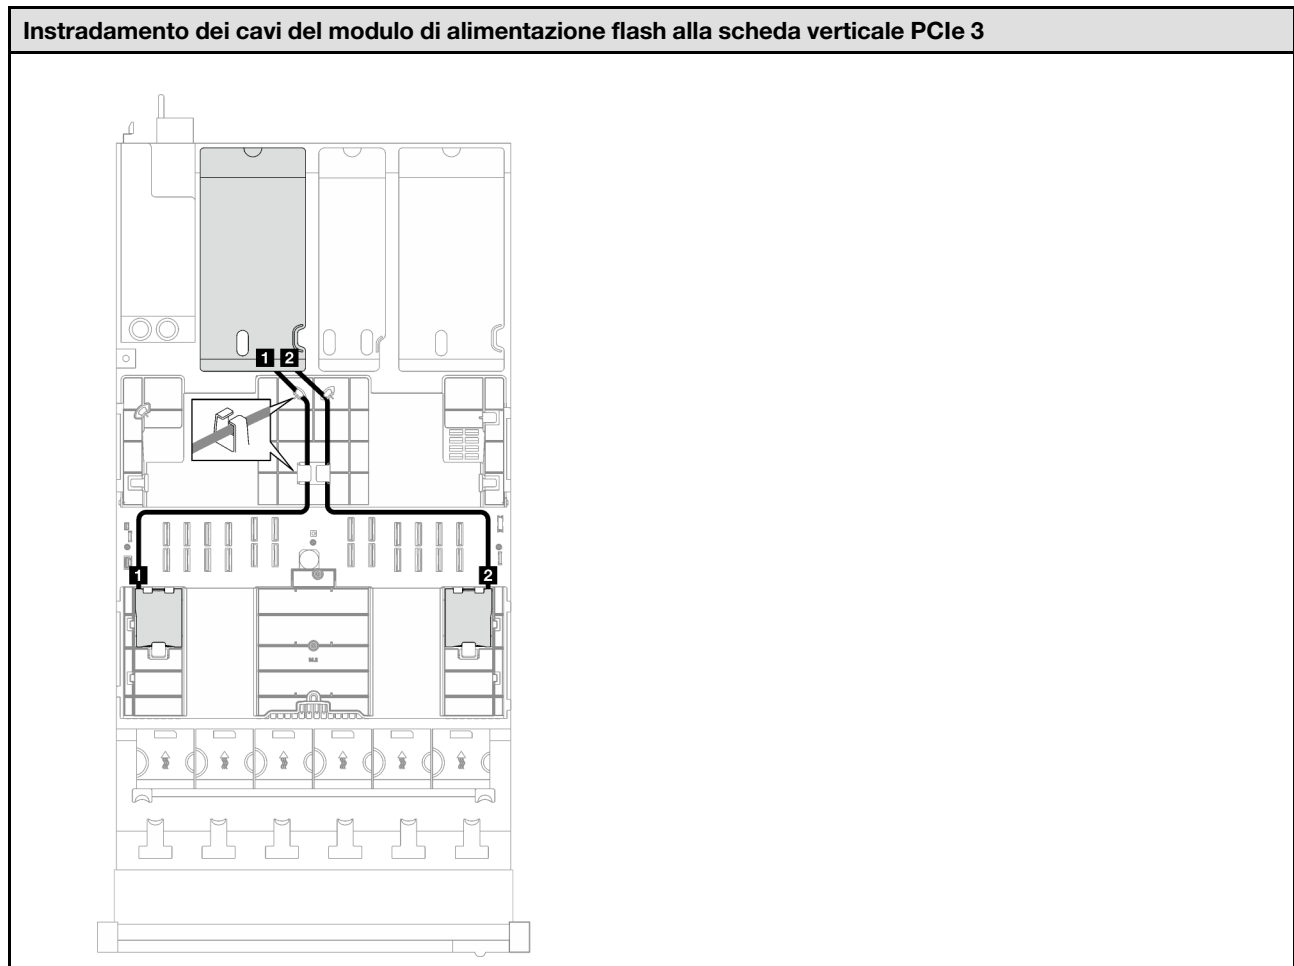 Instradamento dei cavi del modulo di alimentazione flash alla scheda verticale PCIe 3
1 2
1 2